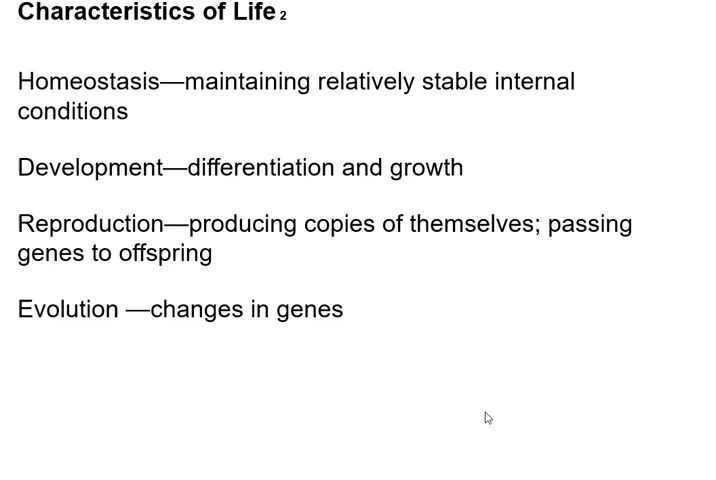 Characteristics of Life 2
Homeostasis—maintaining relatively stable internal
conditions
Development—differentiation and growth
Reproduction—producing copies of themselves; passing
genes to offspring
Evolution —changes in genes